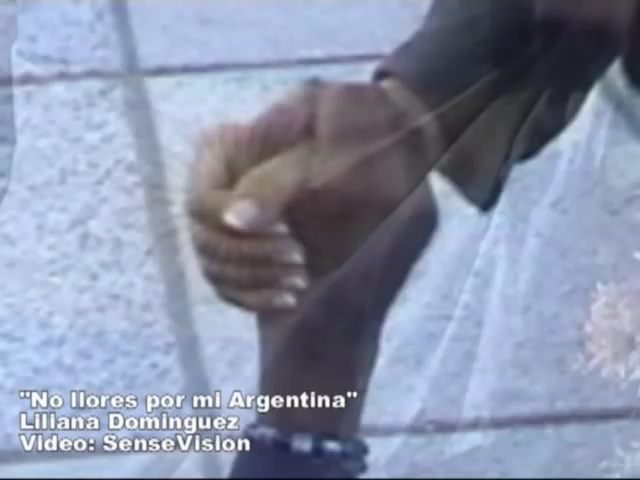 "No llores por mi Argentina"
Liliana Dominguez
Video: SenseVision